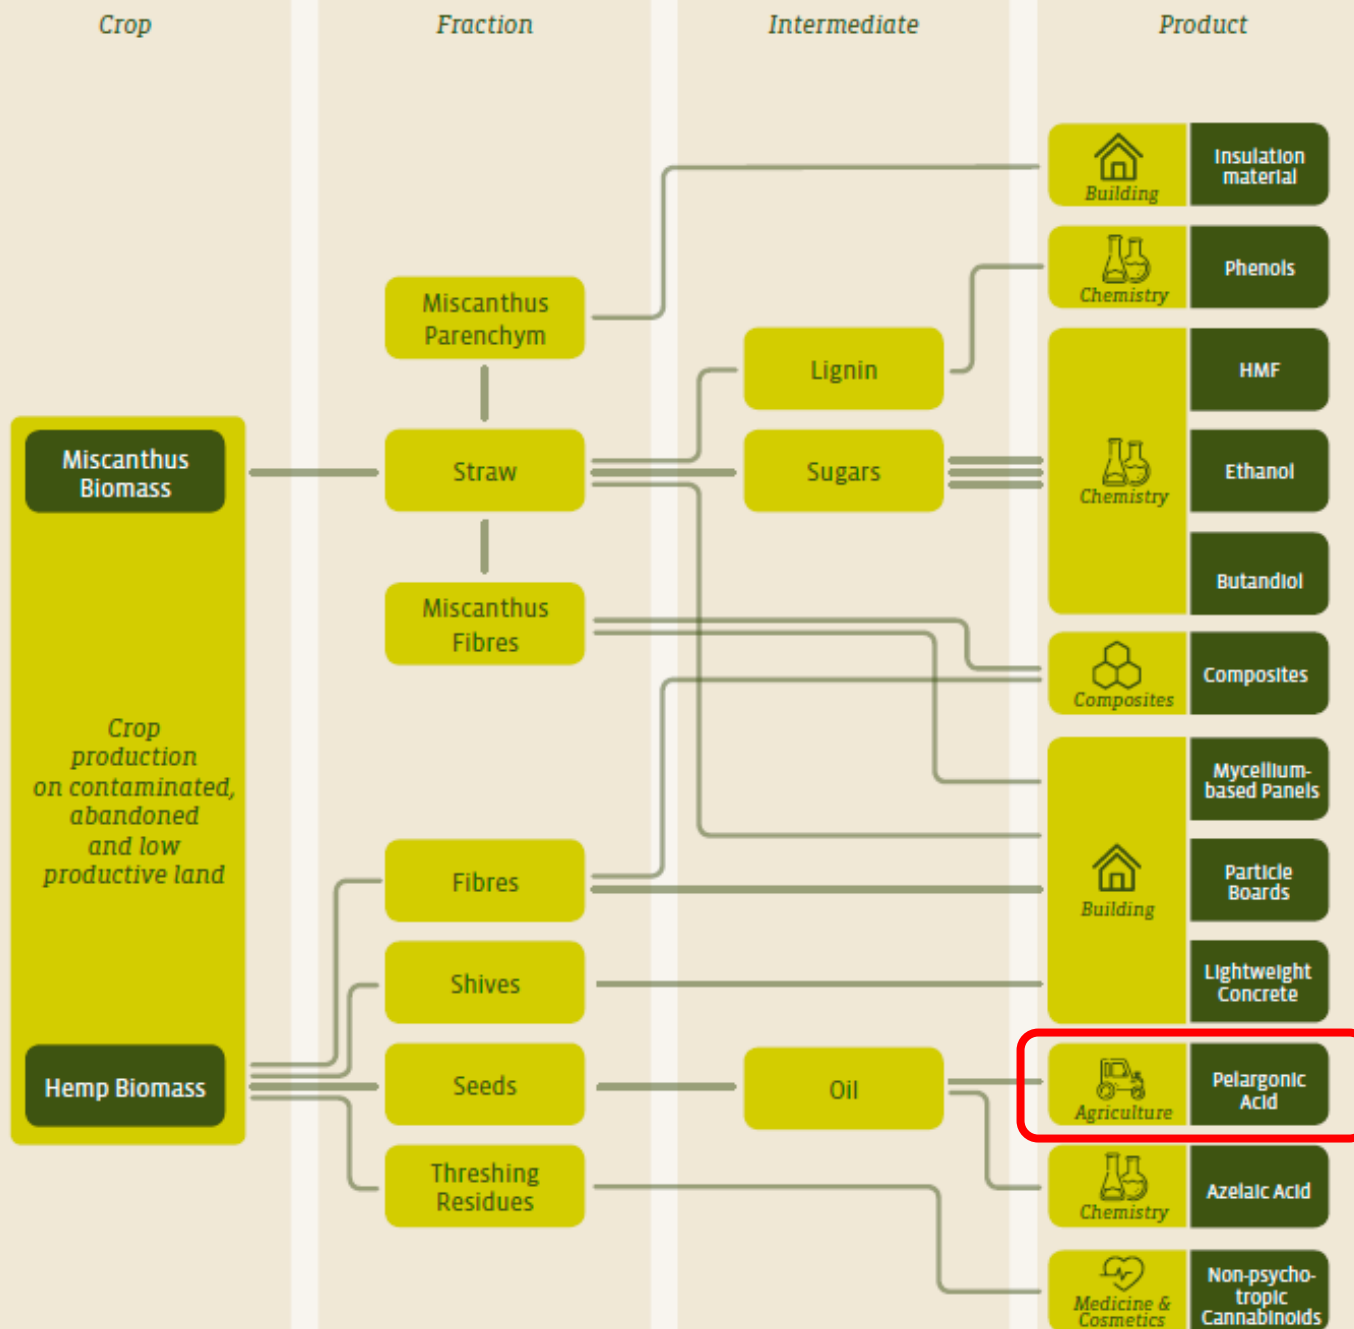 Crop
Fraction
Intermediate
Product
Miscanthus
Biomass
Crop
production
on contaminated,
abandoned
and low
productive land
Hemp Biomass
Miscanthus
Parenchym
Straw
Miscanthus
Fibres
Fibres
Shives
Seeds
Threshing
Residues
Lignin
Sugars
Oil
Building
Insulation
material
Chemistry
Phenols
Chemistry
HMF
Ethanol
Butandiol
Composites
Composites
Building
Mycellium-
based Panels
Particle
Boards
Lightweight
Concrete
Agriculture
Pelargonic
Acid
Chemistry
Azelaic Acid
Medicine &
Cosmetics
Non-psycho-
tropic
Cannabinoids